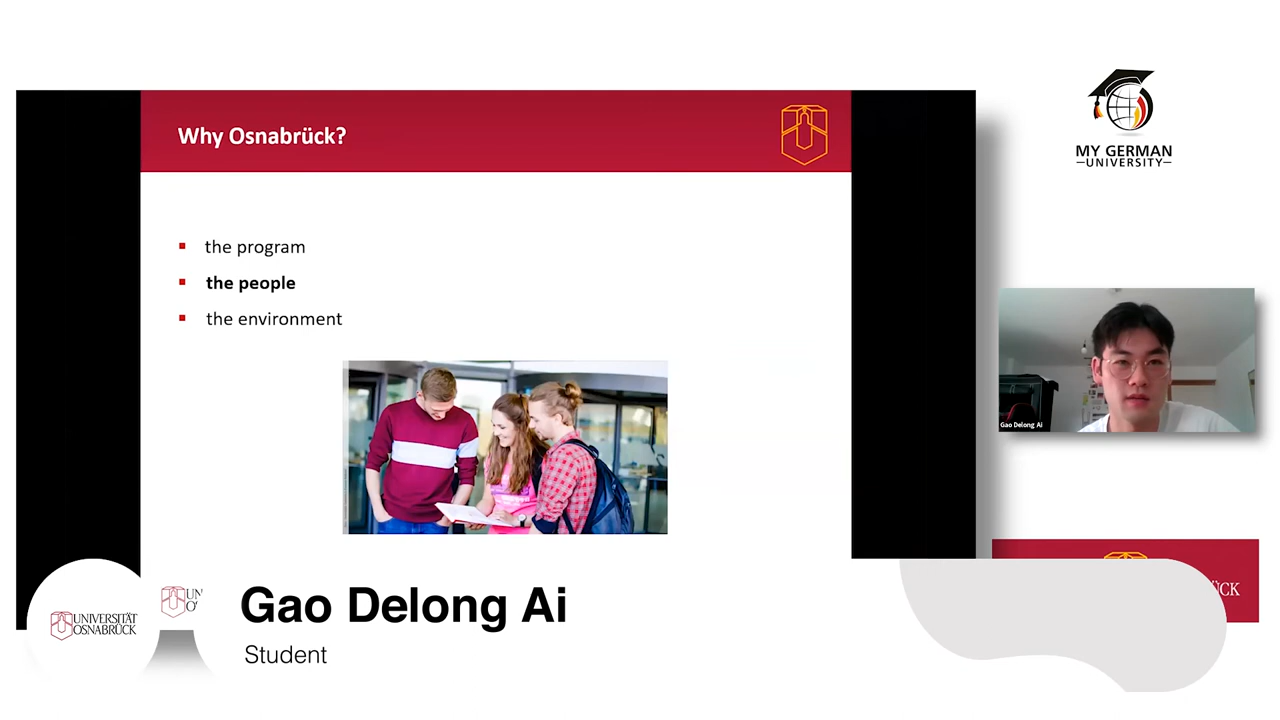 Why Osnabrück?
MY GERMAN
UNIVERSITY
the program
the people
the environment
Gao Delong Ai
UNIVERSITÄT
OSNABRÜCK
Gao Delong Ai
Student